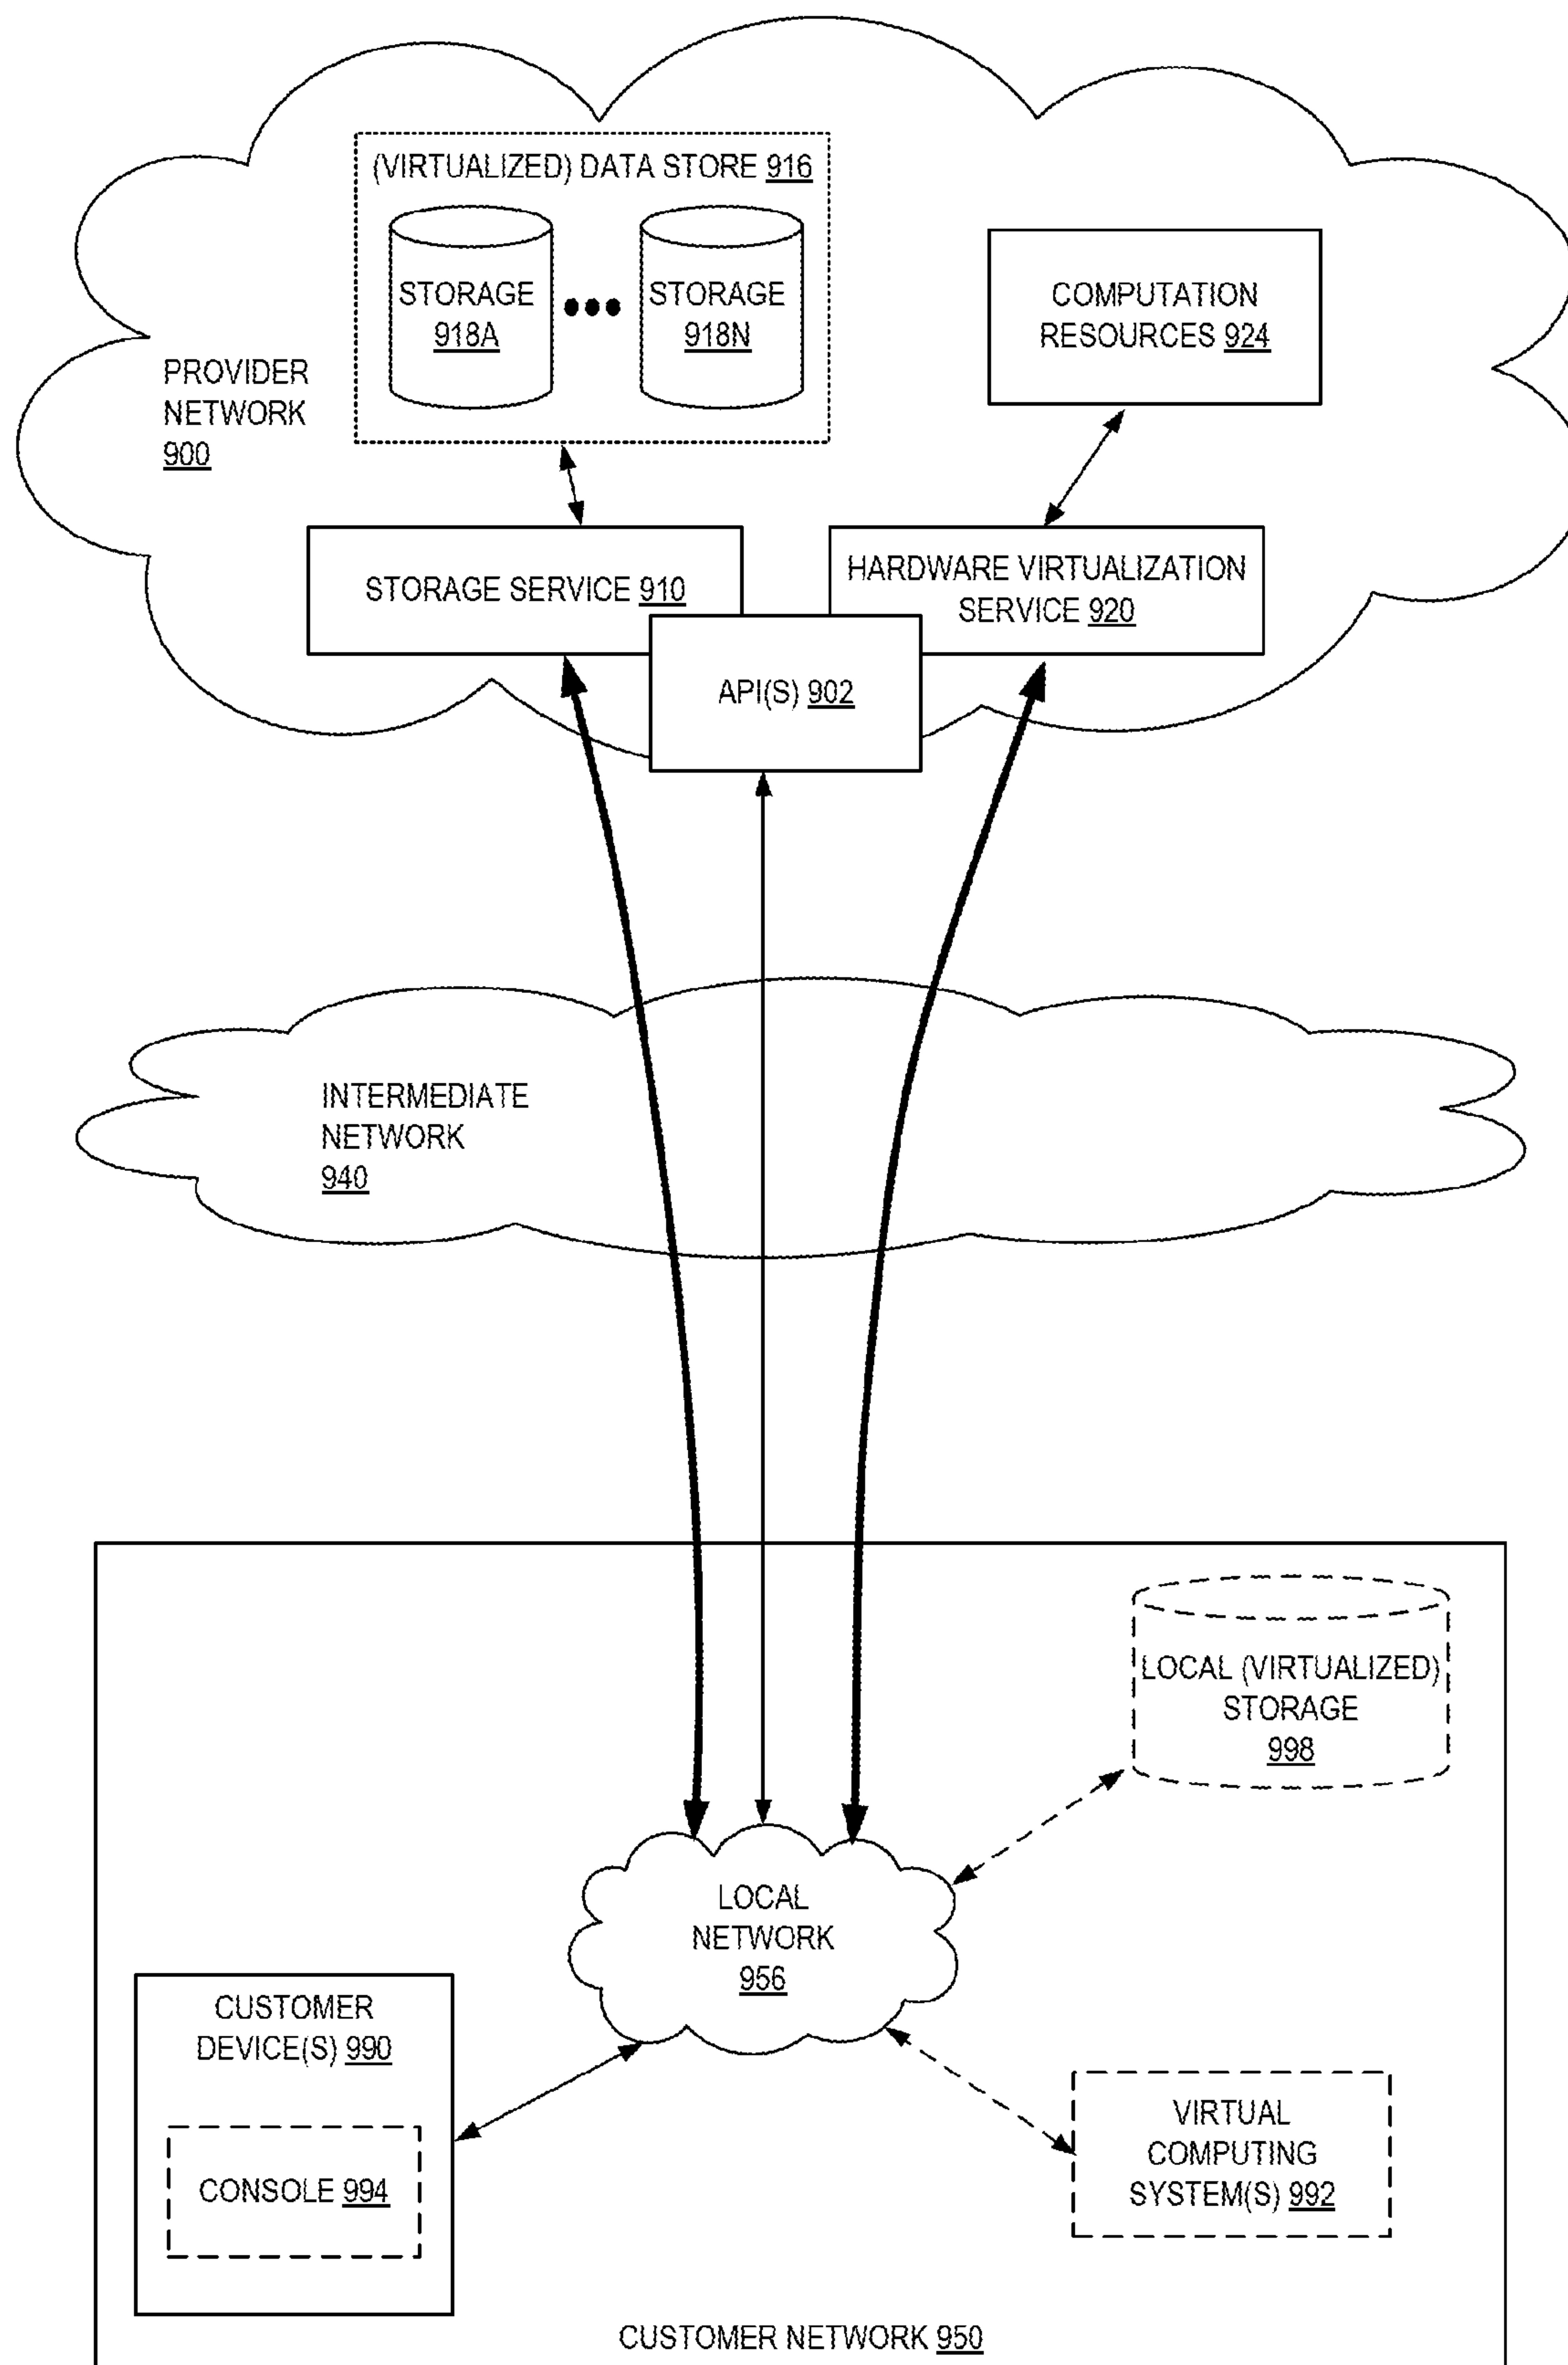 (VIRTUALIZED) DATA STORE 916
STORAGE
918A
STORAGE
918N
COMPUTATION
RESOURCES 924
PROVIDER
NETWORK
900
STORAGE SERVICE 910
HARDWARE VIRTUALIZATION
SERVICE 920
API(S) 902
INTERMEDIATE
NETWORK
940
LOCAL (VIRTUALIZED)
STORAGE
998
LOCAL
NETWORK
956
CUSTOMER
DEVICE(S) 990
CONSOLE 994
VIRTUAL
COMPUTING
SYSTEM(S) 992
CUSTOMER NETWORK 950